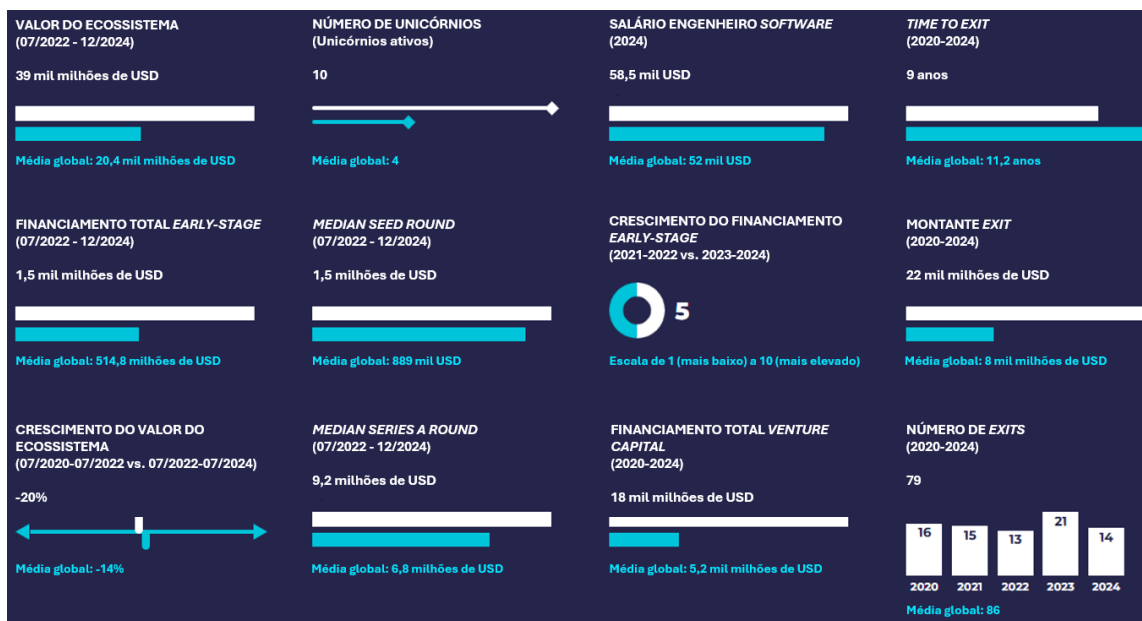 VALOR DO ECOSSISTEMA
(07/2022 - 12/2024)
39 mil milhões de USD
Média global: 20,4 mil milhões de USD
NÚMERO DE UNICÓRNIOS
(Unicórnios ativos)
10
Média global: 4
SALÁRIO ENGENHEIRO SOFTWARE
(2024)
58,5 mil USD
Média global: 52 mil USD
TIME TO EXIT
(2020-2024)
9 anos
Média global: 11,2 anos
FINANCIAMENTO TOTAL EARLY-STAGE
(07/2022 - 12/2024)
1,5 mil milhões de USD
Média global: 514,8 milhões de USD
MEDIAN SEED ROUND
(07/2022 - 12/2024)
1,5 milhões de USD
Média global: 889 mil USD
CRESCIMENTO DO FINANCIAMENTO
EARLY-STAGE
(2021-2022 vs. 2023-2024)
5
Escala de 1 (mais baixo) a 10 (mais elevado)
MONTANTE EXIT
(2020-2024)
22 mil milhões de USD
Média global: 8 mil milhões de USD
CRESCIMENTO DO VALOR DO
ECOSSISTEMA
(07/2020-07/2022 vs. 07/2022-07/2024)
-20%
Média global: -14%
MEDIAN SERIES A ROUND
(07/2022 - 12/2024)
9,2 milhões de USD
Média global: 6,8 milhões de USD
FINANCIAMENTO TOTAL VENTURE
CAPITAL
(2020-2024)
18 mil milhões de USD
Média global: 5,2 mil milhões de USD
NÚMERO DE EXITS
(2020-2024)
79
16 15 13 21 14
2020 2021 2022 2023 2024
Média global: 86